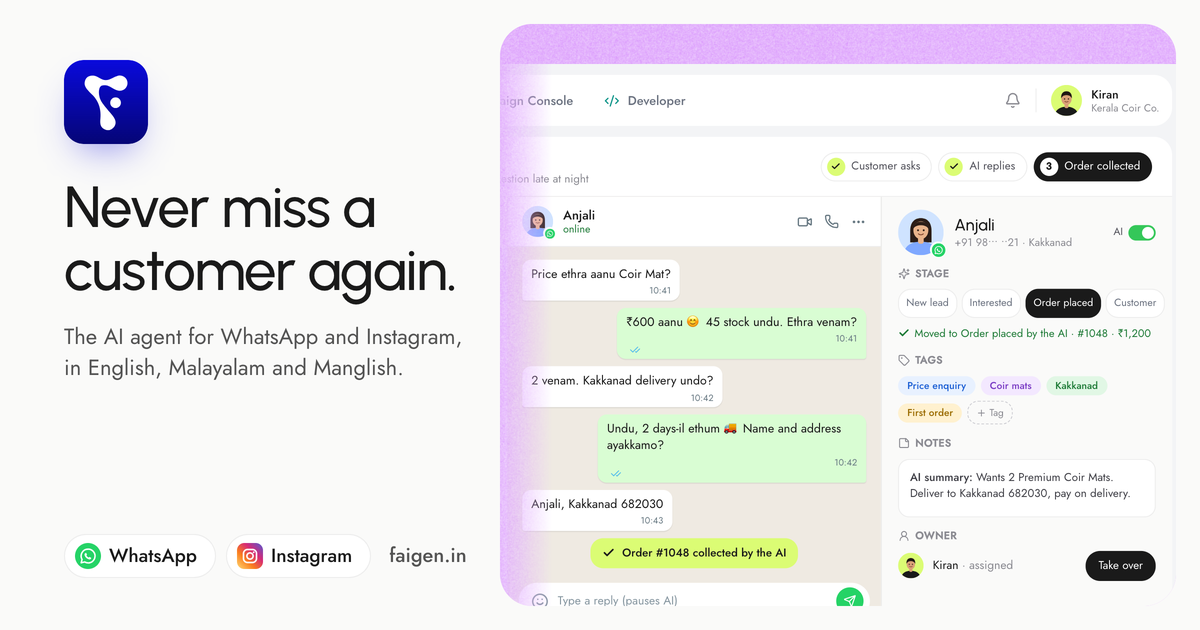 Never miss a
customer again.
The AI agent for WhatsApp and Instagram,
in English, Malayalam and Manglish.
WhatsApp
Instagram
faigen.in
Console
Developer
Kiran
Kerala Coir Co.
late at night
Customer asks
AI replies
3 Order collected
Anjali
online
Price ethra aanu Coir Mat?
10:41
₹600 aanu 😊 45 stock undu. Ethra venam?
10:41
2 venam. Kakkanad delivery undo?
10:42
Undu, 2 days-il ethum 🚚 Name and address
ayakkamo?
10:42
Anjali, Kakkanad 682030
10:43
Order #1048 collected by the AI
Type a reply (pauses AI)
Anjali
+91 98··· ··21 · Kakkanad
AI
STAGE
New lead
Interested
Order placed
Customer
Moved to Order placed by the AI · #1048 · ₹1,200
TAGS
Price enquiry
Coir mats
Kakkanad
First order
+ Tag
NOTES
AI summary: Wants 2 Premium Coir Mats.
Deliver to Kakkanad 682030, pay on delivery.
OWNER
Kiran · assigned
Take over